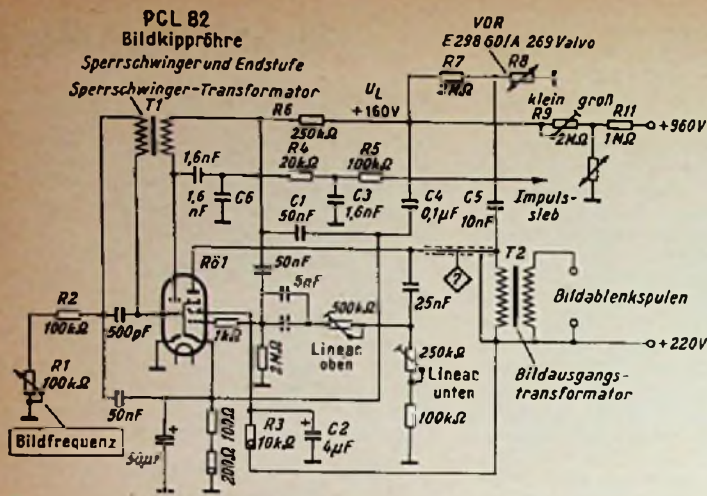 PCL 82
Bildkippröhre
Sperrschwinger und Endstufe
Sperrschwinger-Transformator
T1
VDR
E298 GD/A 269 Valvo
R7
1MΩ
R8
UL
+160V
R6
250kΩ
klein groß
R9
2MΩ
R11
1MΩ
+960V
1,6nF
R4
20kΩ
R5
100kΩ
1,6
nF
C6
C1
50nF
C3
1,6nF
C4
0,1µF
C5
10nF
Impuls-
sieb
T2
Rö1
50nF
5nF
?
25nF
Bildablenkspulen
R2
100kΩ
500pF
1kΩ
500kΩ
Linear
oben
2MΩ
250kΩ
Linear
unten
+220V
Bildausgangs-
transformator
R1
100kΩ
Bildfrequenz
50nF
50µF
+
100Ω
200Ω
R3
10kΩ
+
C2
4µF
100kΩ